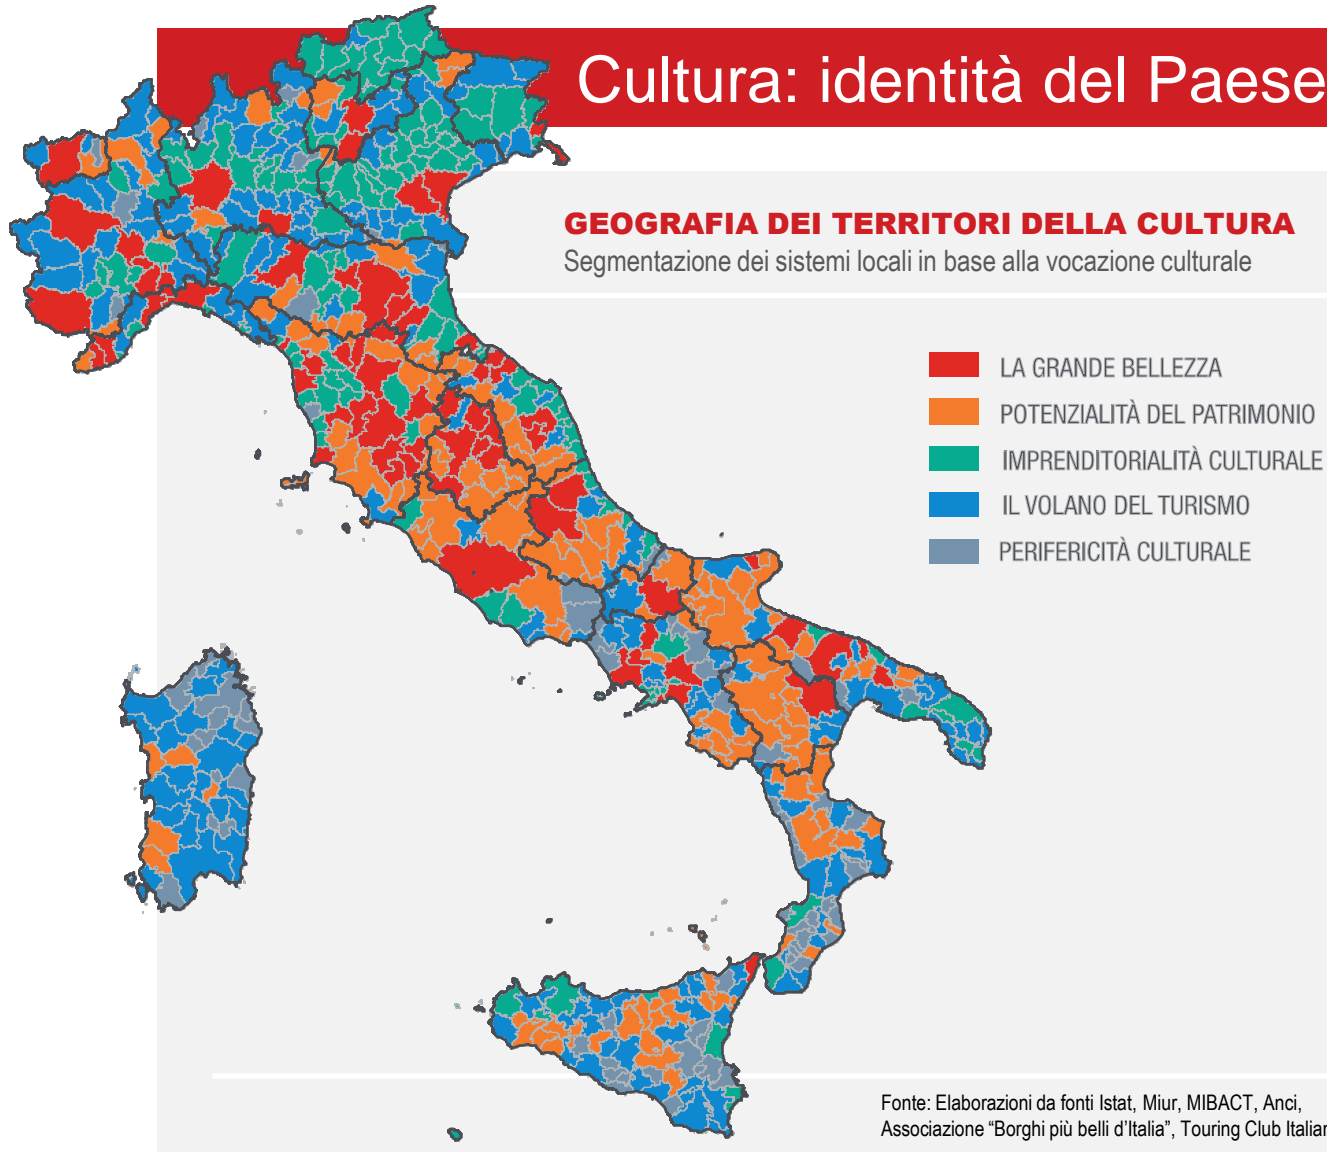 Cultura: identità del Paese
GEOGRAFIA DEI TERRITORI DELLA CULTURA
Segmentazione dei sistemi locali in base alla vocazione culturale
LA GRANDE BELLEZZA
POTENZIALITÀ DEL PATRIMONIO
IMPRENDITORIALITÀ CULTURALE
IL VOLANO DEL TURISMO
PERIFERICITÀ CULTURALE
Fonte: Elaborazioni da fonti Istat, Miur, MIBACT, Anci,
Associazione “Borghi più belli d’Italia”, Touring Club Italian